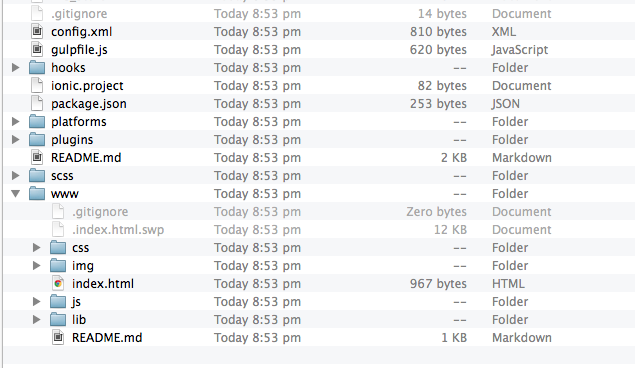 .gitignore Today 8:53 pm 14 bytes Document
config.xml Today 8:53 pm 810 bytes XML
gulpfile.js Today 8:53 pm 620 bytes JavaScript
hooks Today 8:53 pm -- Folder
ionic.project Today 8:53 pm 82 bytes Document
package.json Today 8:53 pm 253 bytes JSON
platforms Today 8:53 pm -- Folder
plugins Today 8:53 pm -- Folder
README.md Today 8:53 pm 2 KB Markdown
scss Today 8:53 pm -- Folder
www Today 8:53 pm -- Folder
.gitignore Today 8:53 pm Zero bytes Document
.index.html.swp Today 8:53 pm 12 KB Document
css Today 8:53 pm -- Folder
img Today 8:53 pm -- Folder
index.html Today 8:53 pm 967 bytes HTML
js Today 8:53 pm -- Folder
lib Today 8:53 pm -- Folder
README.md Today 8:53 pm 1 KB Markdown